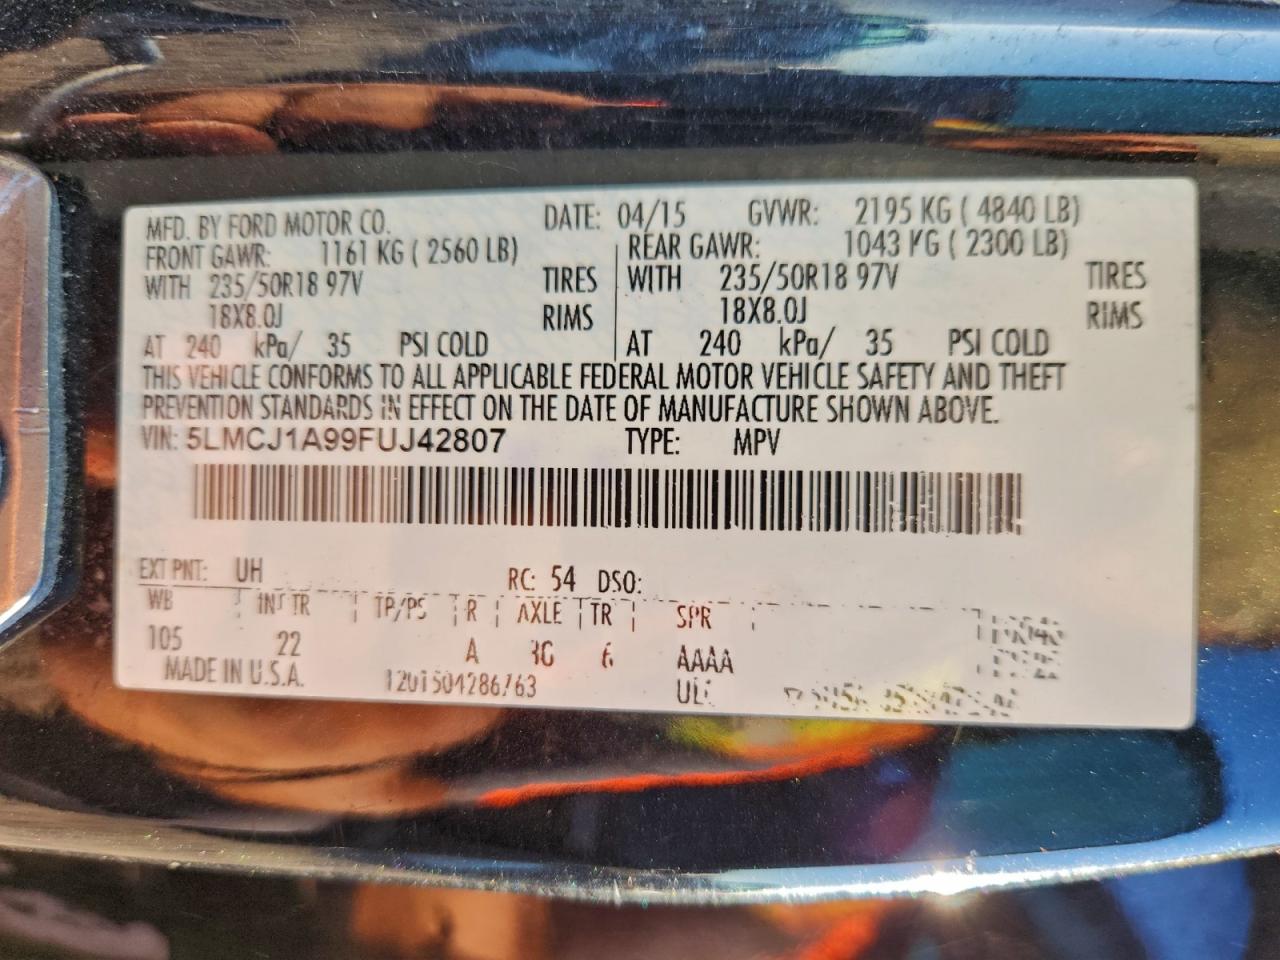 MFD. BY FORD MOTOR CO. DATE: 04/15 GVWR: 2195 KG ( 4840 LB)
FRONT GAWR: 1161 KG ( 2560 LB) REAR GAWR: 1043 KG ( 2300 LB)
WITH 235/50R18 97V TIRES WITH 235/50R18 97V TIRES
18X8.0J RIMS 18X8.0J RIMS
AT 240 kPa/ 35 PSI COLD AT 240 kPa/ 35 PSI COLD
THIS VEHICLE CONFORMS TO ALL APPLICABLE FEDERAL MOTOR VEHICLE SAFETY AND THEFT
PREVENTION STANDARDS IN EFFECT ON THE DATE OF MANUFACTURE SHOWN ABOVE.
VIN: 5LMCJ1A99FUJ42807 TYPE: MPV
EXT PNT: UH RC: 54 DSO:
WB INT TR TP/PS R AXLE TR SPR
105 22 A 6 AAAA
MADE IN U.S.A.